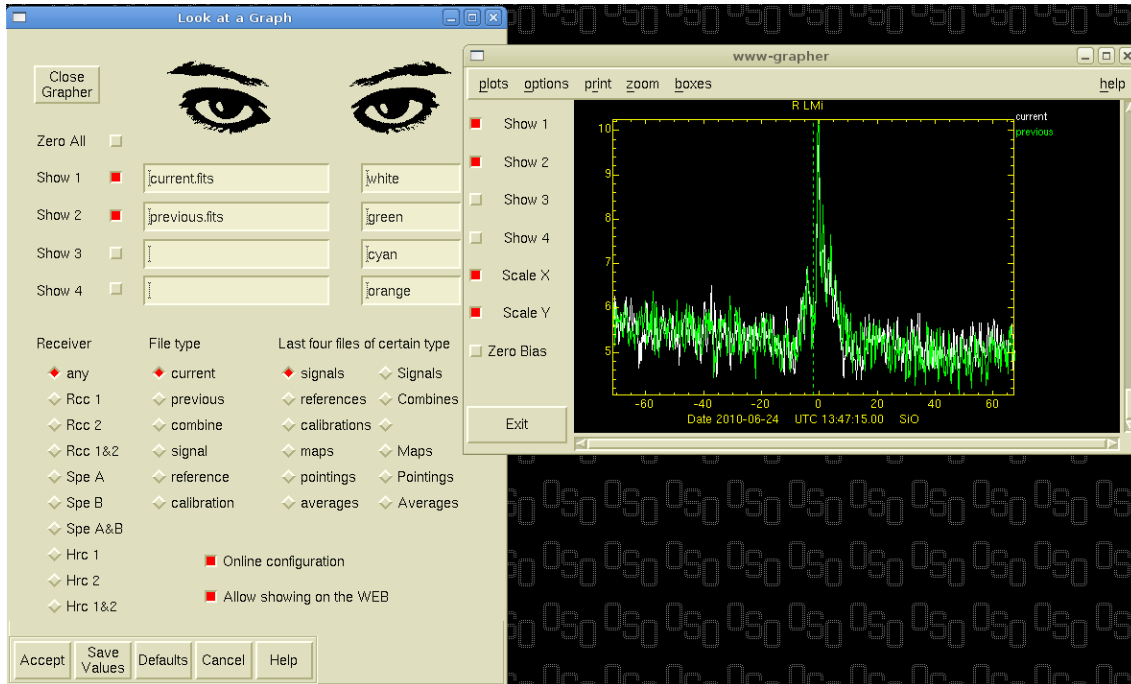 Look at a Graph
Close
Grapher
Zero All
Show 1 current.fits white
Show 2 previous.fits green
Show 3 cyan
Show 4 orange
Receiver File type Last four files of certain type
any current signals Signals
Rcc 1 previous references Combines
Rcc 2 combine calibrations
Rcc 1&2 signal maps Maps
Spe A reference pointings Pointings
Spe B calibration averages Averages
Spe A&B
Hrc 1
Hrc 2
Hrc 1&2
Online configuration
Allow showing on the WEB
Accept Save Values Defaults Cancel Help
www-grapher
plots options print zoom boxes help
Show 1
Show 2
Show 3
Show 4
Scale X
Scale Y
Zero Bias
Exit
R LMi
current
previous
10
9
8
7
6
5
-60 -40 -20 0 20 40 60
Date 2010-06-24 UTC 13:47:15.00 SiO
OSO